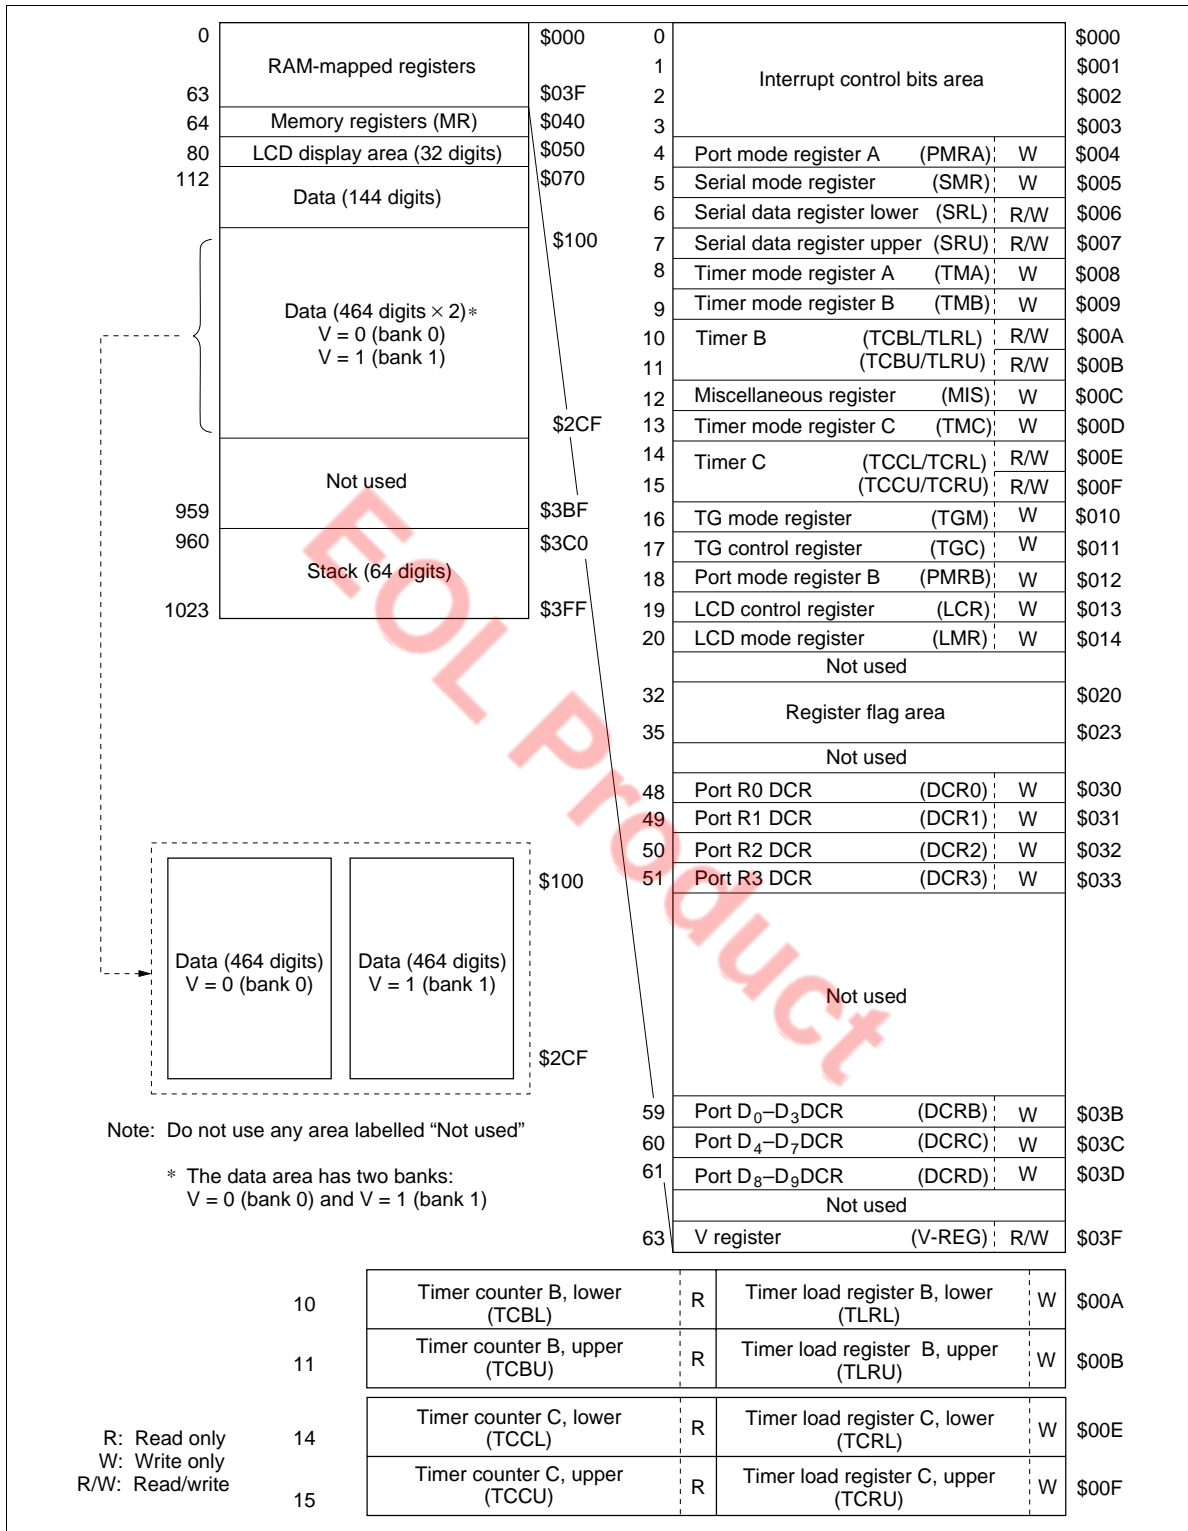 0 $000
RAM-mapped registers
63 $03F
64 Memory registers (MR) $040
80 LCD display area (32 digits) $050
112 $070
Data (144 digits)
$100
Data (464 digits × 2)*
V = 0 (bank 0)
V = 1 (bank 1)
$2CF
Not used
959 $3BF
960 $3C0
Stack (64 digits)
1023 $3FF
0 $000
1 $001
Interrupt control bits area
2 $002
3 $003
4 Port mode register A (PMRA) W $004
5 Serial mode register (SMR) W $005
6 Serial data register lower (SRL) R/W $006
7 Serial data register upper (SRU) R/W $007
8 Timer mode register A (TMA) W $008
9 Timer mode register B (TMB) W $009
10 Timer B (TCBL/TLRL) R/W $00A
11 (TCBU/TLRU) R/W $00B
12 Miscellaneous register (MIS) W $00C
13 Timer mode register C (TMC) W $00D
14 Timer C (TCCL/TCRL) R/W $00E
15 (TCCU/TCRU) R/W $00F
16 TG mode register (TGM) W $010
17 TG control register (TGC) W $011
18 Port mode register B (PMRB) W $012
19 LCD control register (LCR) W $013
20 LCD mode register (LMR) W $014
Not used
32 $020
Register flag area
35 $023
Not used
48 Port R0 DCR (DCR0) W $030
49 Port R1 DCR (DCR1) W $031
50 Port R2 DCR (DCR2) W $032
51 Port R3 DCR (DCR3) W $033
Not used
59 Port D0–D3DCR (DCRB) W $03B
60 Port D4–D7DCR (DCRC) W $03C
61 Port D8–D9DCR (DCRD) W $03D
Not used
63 V register (V-REG) R/W $03F
$100
Data (464 digits) Data (464 digits)
V = 0 (bank 0) V = 1 (bank 1)
$2CF
Note: Do not use any area labelled “Not used”
* The data area has two banks:
V = 0 (bank 0) and V = 1 (bank 1)
10 Timer counter B, lower R Timer load register B, lower W $00A
(TCBL) (TLRL)
11 Timer counter B, upper R Timer load register B, upper W $00B
(TCBU) (TLRU)
14 Timer counter C, lower R Timer load register C, lower W $00E
(TCCL) (TCRL)
15 Timer counter C, upper R Timer load register C, upper W $00F
(TCCU) (TCRU)
R: Read only
W: Write only
R/W: Read/write
EOL Product